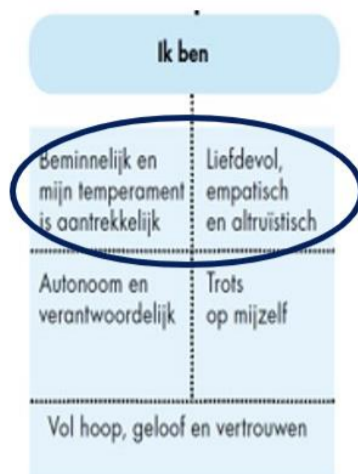 Ik ben
Beminnelijk en
mijn temperament
is aantrekkelijk
Liefdevol,
empatisch
en altruïstisch
Autonoom en
verantwoordelijk
Trots
op mijzelf
Vol hoop, geloof en vertrouwen